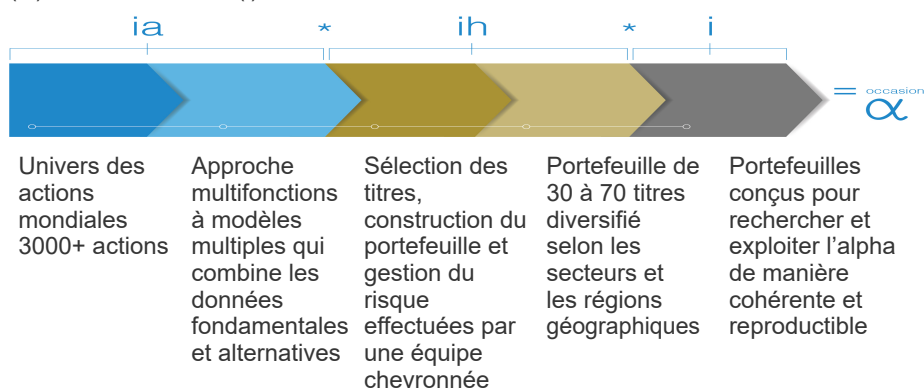 ia * ih * i
= occasion
α
Univers des
actions
mondiales
3000+ actions
Approche
multifonctions
à modèles
multiples qui
combine les
données
fondamentales
et alternatives
Sélection des
titres,
construction du
portefeuille et
gestion du
risque
effectuées par
une équipe
chevronnée
Portefeuille de
30 à 70 titres
diversifié
selon les
secteurs et
les régions
géographiques
Portefeuilles
conçus pour
rechercher et
exploiter l’alpha
de manière
cohérente et
reproductible